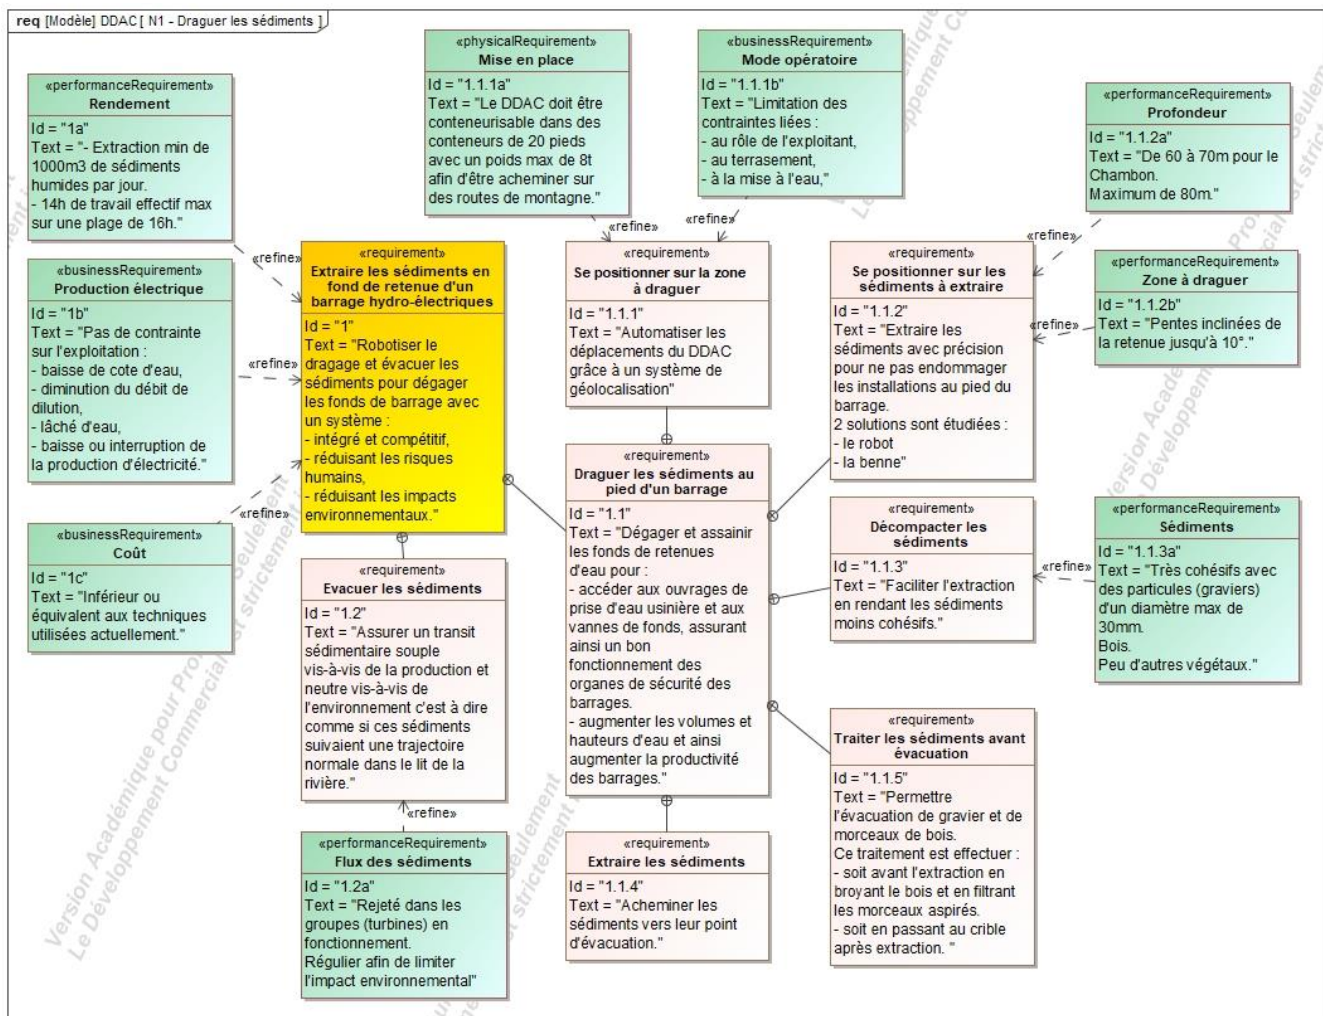 req [Modèle] DDAC [ N1 - Draguer les sédiments ]
«physicalRequirement»
Mise en place
Id = "1.1.1a"
Text = "Le DDAC doit être
conteneurisable dans des
conteneurs de 20 pieds
avec un poids max de 8t
afin d'être acheminer sur
des routes de montagne."
«businessRequirement»
Mode opératoire
Id = "1.1.1b"
Text = "Limitation des
contraintes liées :
- au rôle de l'exploitant,
- au terrasement,
- à la mise à l'eau,"
«performanceRequirement»
Rendement
Id = "1a"
Text = "- Extraction min de
1000m3 de sédiments
humides par jour.
- 14h de travail effectif max
sur une plage de 16h."
«performanceRequirement»
Profondeur
Id = "1.1.2a"
Text = "De 60 à 70m pour le
Chambon.
Maximum de 80m."
«refine»
«refine»
«refine»
«refine»
«businessRequirement»
Production électrique
Id = "1b"
Text = "Pas de contrainte
sur l'exploitation :
- baisse de cote d'eau,
- diminution du débit de
dilution,
- lâché d'eau,
- baisse ou interruption de
la production d'électricité."
«refine»
«requirement»
Extraire les sédiments en
fond de retenue d'un
barrage hydro-électriques
Id = "1"
Text = "Robotiser le
dragage et évacuer les
sédiments pour dégager
les fonds de barrage avec
un système :
- intégré et compétitif,
- réduisant les risques
humains,
- réduisant les impacts
environnementaux."
«requirement»
Se positionner sur la zone
à draguer
Id = "1.1.1"
Text = "Automatiser les
déplacements du DDAC
grâce à un système de
géolocalisation"
«requirement»
Se positionner sur les
sédiments à extraire
Id = "1.1.2"
Text = "Extraire les
sédiments avec précision
pour ne pas endommager
les installations au pied du
barrage.
2 solutions sont étudiées :
- le robot
- la benne"
«performanceRequirement»
Zone à draguer
Id = "1.1.2b"
Text = "Pentes inclinées de
la retenue jusqu'à 10°."
«refine»
«businessRequirement»
Coût
Id = "1c"
Text = "Inférieur ou
équivalent aux techniques
utilisées actuellement."
«refine»
«requirement»
Evacuer les sédiments
Id = "1.2"
Text = "Assurer un transit
sédimentaire souple
vis-à-vis de la production et
neutre vis-à-vis de
l'environnement c'est à dire
comme si ces sédiments
suivaient une trajectoire
normale dans le lit de la
rivière."
«requirement»
Draguer les sédiments au
pied d'un barrage
Id = "1.1"
Text = "Dégager et assainir
les fonds de retenues
d'eau pour :
- accéder aux ouvrages de
prise d'eau usinière et aux
vannes de fonds, assurant
ainsi un bon
fonctionnement des
organes de sécurité des
barrages.
- augmenter les volumes et
hauteurs d'eau et ainsi
augmenter la productivité
des barrages."
«requirement»
Décompacter les
sédiments
Id = "1.1.3"
Text = "Faciliter l'extraction
en rendant les sédiments
moins cohésifs."
«refine»
«performanceRequirement»
Sédiments
Id = "1.1.3a"
Text = "Très cohésifs avec
des particules (graviers)
d'un diamètre max de
30mm.
Bois.
Peu d'autres végétaux."
«refine»
«performanceRequirement»
Flux des sédiments
Id = "1.2a"
Text = "Rejeté dans les
groupes (turbines) en
fonctionnement.
Régulier afin de limiter
l'impact environnemental"
«requirement»
Extraire les sédiments
Id = "1.1.4"
Text = "Acheminer les
sédiments vers leur point
d'évacuation."
«requirement»
Traiter les sédiments avant
évacuation
Id = "1.1.5"
Text = "Permettre
l'évacuation de gravier et de
morceaux de bois.
Ce traitement est effectuer :
- soit avant l'extraction en
broyant le bois et en filtrant
les morceaux aspirés.
- soit en passant au crible
après extraction. "